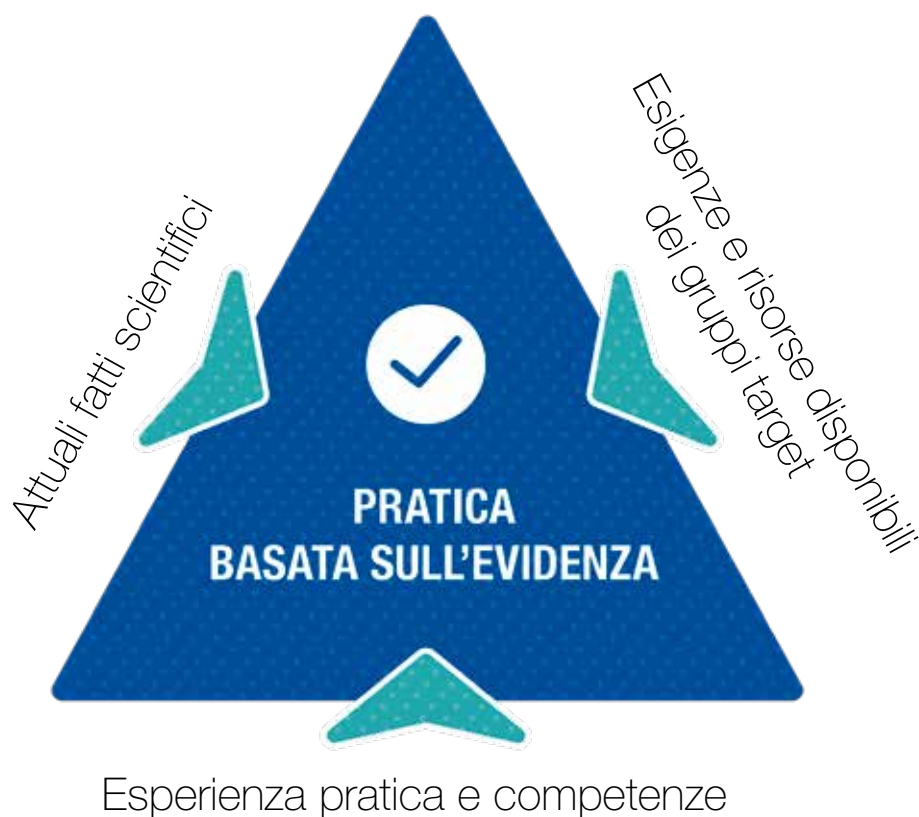 Attuali fatti scientifici
Esigenze e risorse disponibili
dei gruppi target
PRATICA
BASATA SULL'EVIDENZA
Esperienza pratica e competenze